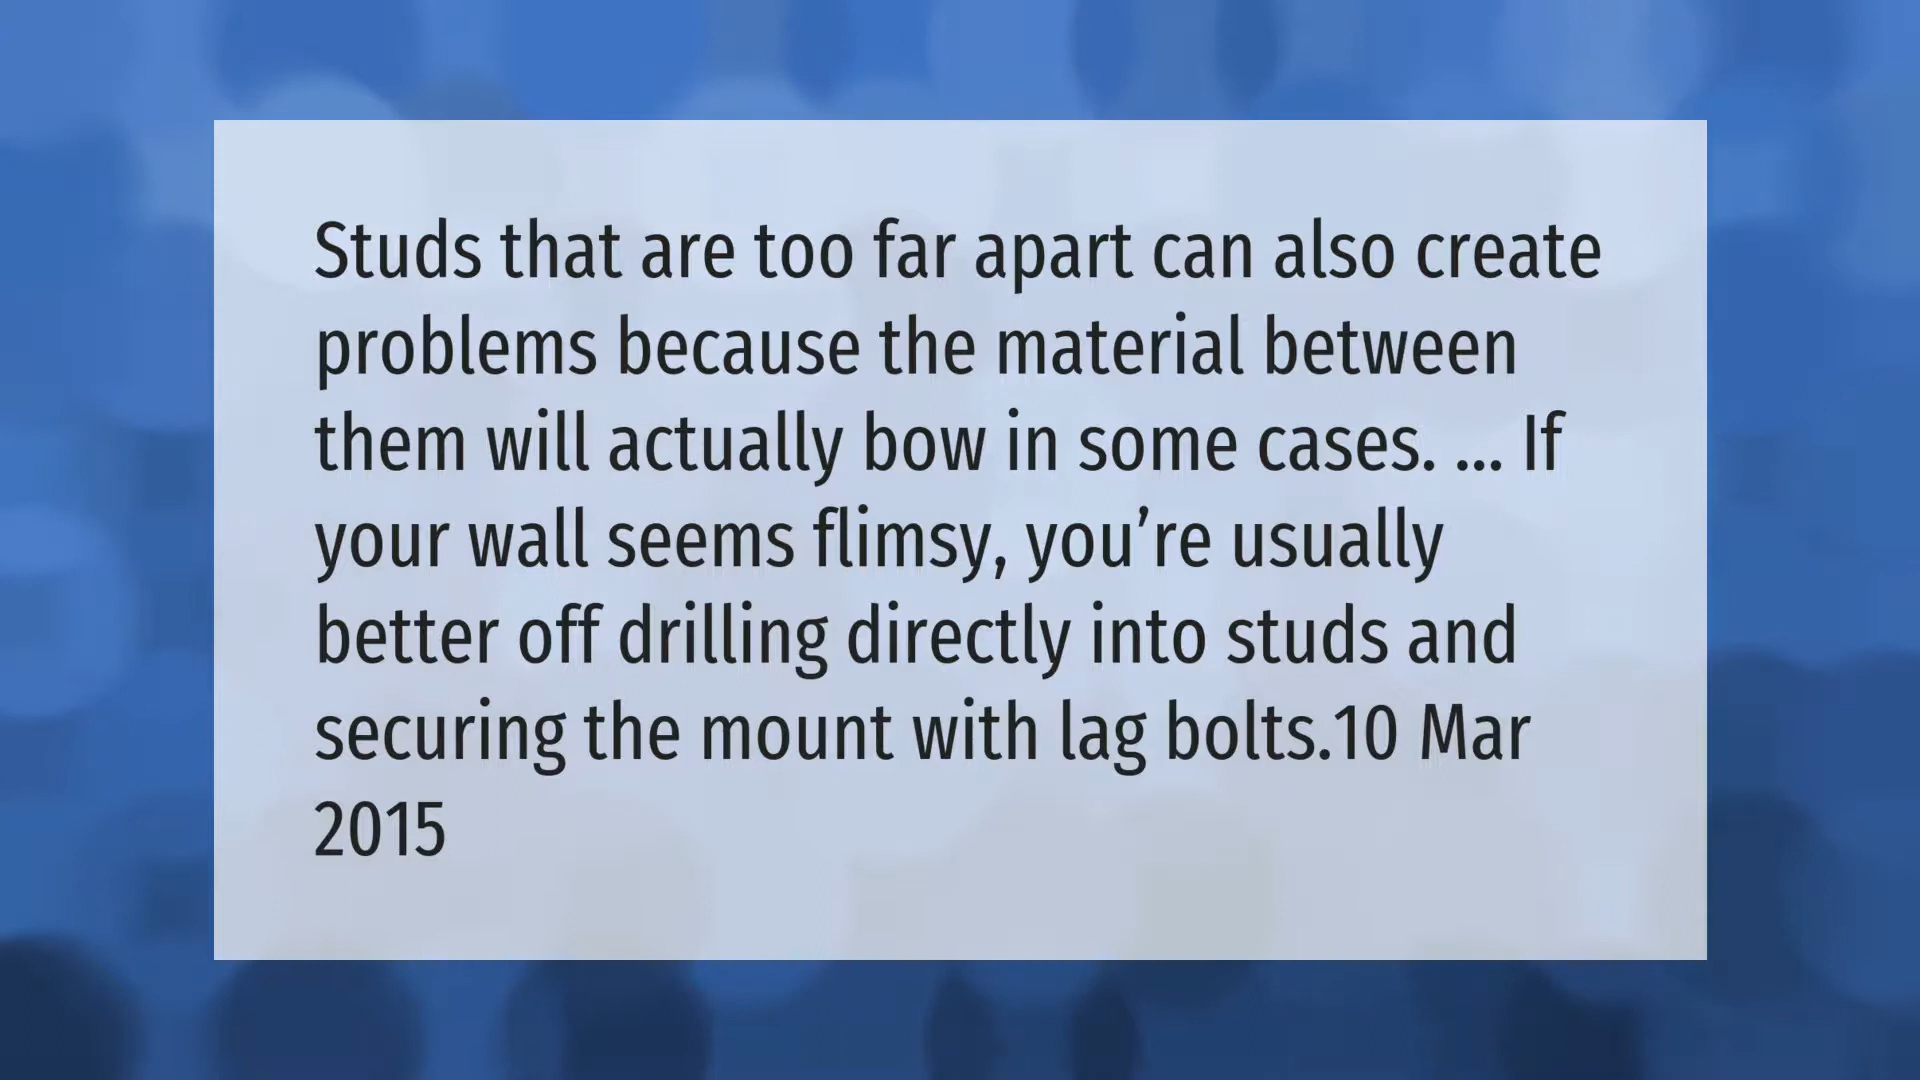 Studs that are too far apart can also create
problems because the material between
them will actually bow in some cases. ... If
your wall seems flimsy, you’re usually
better off drilling directly into studs and
securing the mount with lag bolts.10 Mar
2015